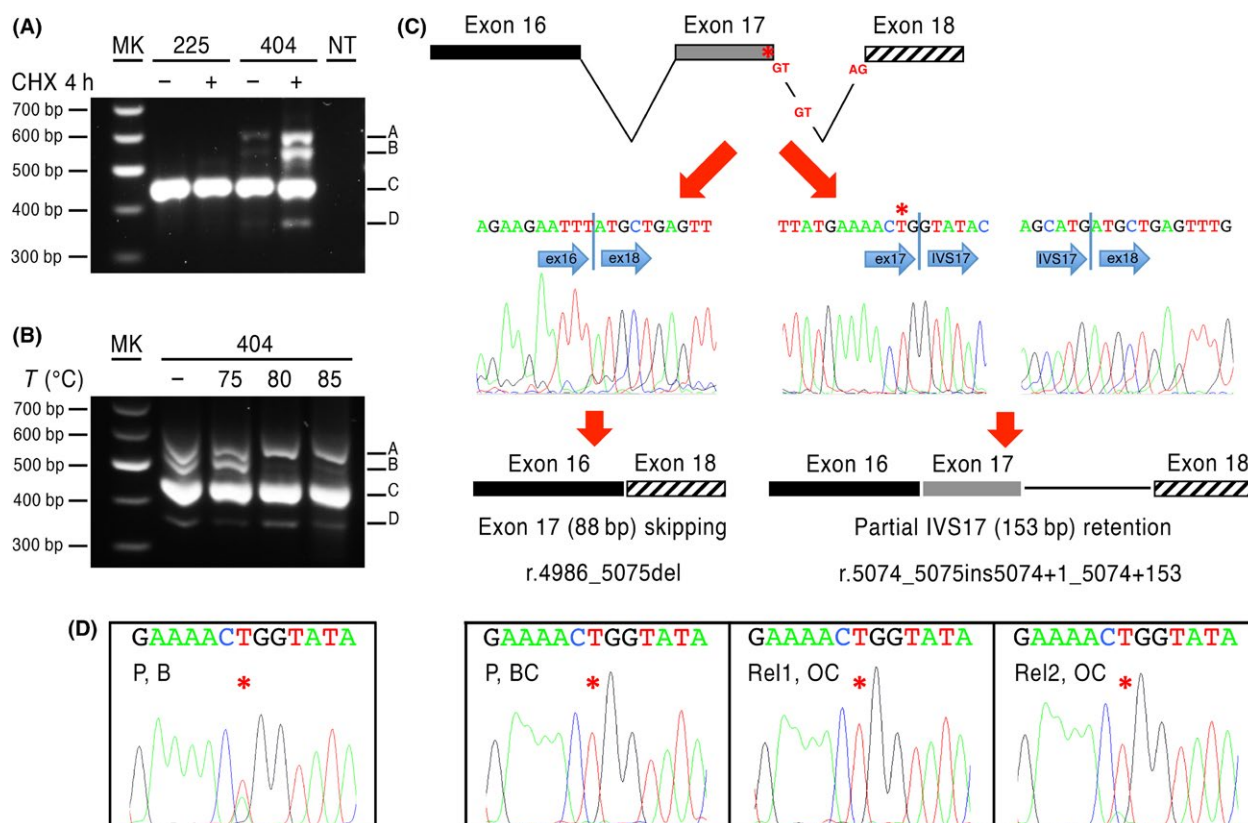 (A)
MK 225 404 NT
CHX 4 h − + − +
700 bp
600 bp
500 bp
400 bp
300 bp
A
B
C
D
(B)
MK 404
T (°C) − 75 80 85
700 bp
600 bp
500 bp
400 bp
300 bp
A
B
C
D
(C)
Exon 16 Exon 17 Exon 18
*
GT
GT
AG
AGAAGAATTTATGCTGAGTT
ex16 ex18
*
TTATGAAAACTGGTATAC
ex17 IVS17
AGCATGATGCTGAGTTTG
IVS17 ex18
Exon 16 Exon 18
Exon 17 (88 bp) skipping
r.4986_5075del
Exon 16 Exon 17 Exon 18
Partial IVS17 (153 bp) retention
r.5074_5075ins5074+1_5074+153
(D)
GAAAACTGGTATA
P, B
*
GAAAACTGGTATA
P, BC
*
GAAAACTGGTATA
Rel1, OC
*
GAAAACTGGTATA
Rel2, OC
*